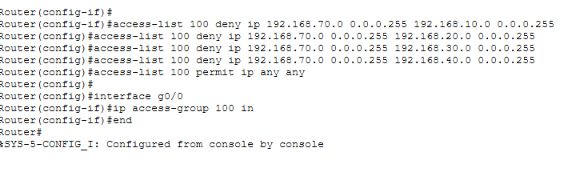 Router(config-if)#
Router(config-if)#access-list 100 deny ip 192.168.70.0 0.0.0.255 192.168.10.0 0.0.0.255
Router(config)#access-list 100 deny ip 192.168.70.0 0.0.0.255 192.168.20.0 0.0.0.255
Router(config)#access-list 100 deny ip 192.168.70.0 0.0.0.255 192.168.30.0 0.0.0.255
Router(config)#access-list 100 deny ip 192.168.70.0 0.0.0.255 192.168.40.0 0.0.0.255
Router(config)#access-list 100 permit ip any any
Router(config)#
Router(config)#interface g0/0
Router(config-if)#ip access-group 100 in
Router(config-if)#end
Router#
%SYS-5-CONFIG_I: Configured from console by console